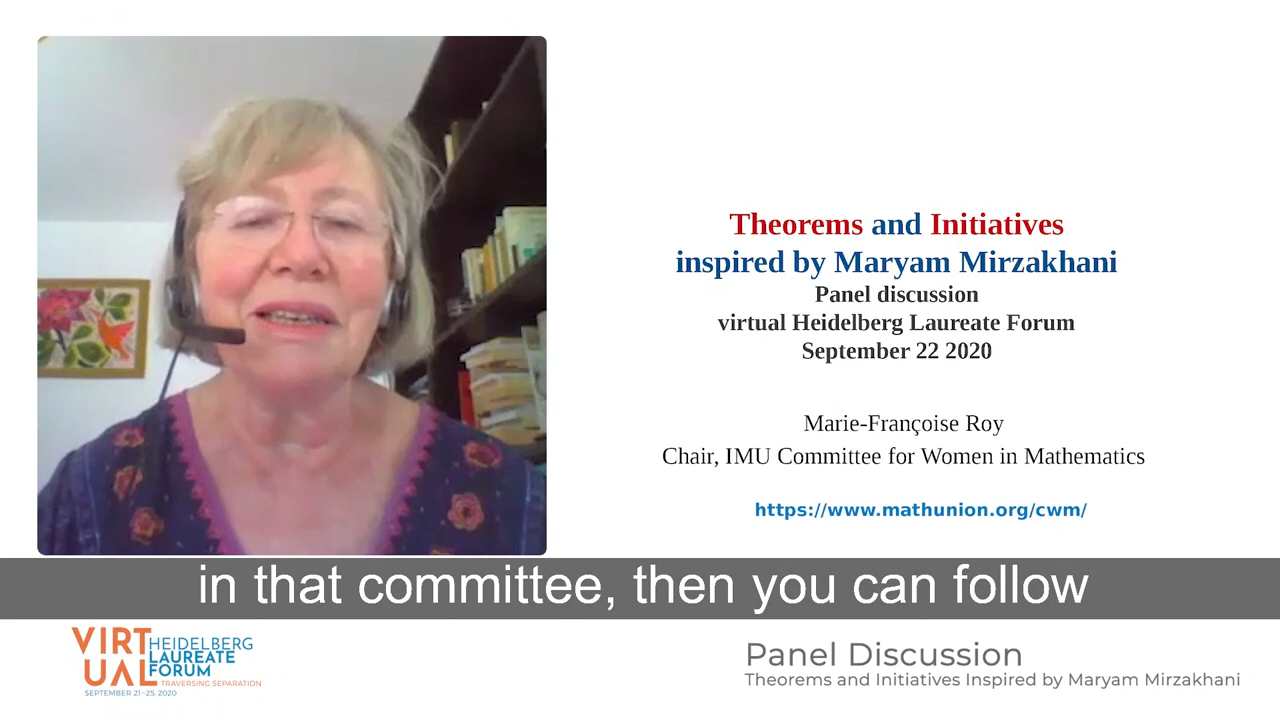 Theorems and Initiatives
inspired by Maryam Mirzakhani
Panel discussion
virtual Heidelberg Laureate Forum
September 22 2020
Marie-Françoise Roy
Chair, IMU Committee for Women in Mathematics
https://www.mathunion.org/cwm/
in that committee, then you can follow
VIRTUAL HEIDELBERG
LAUREATE
FORUM
TRAVERSING SEPARATION
SEPTEMBER 21–25, 2020
Panel Discussion
Theorems and Initiatives Inspired by Maryam Mirzakhani